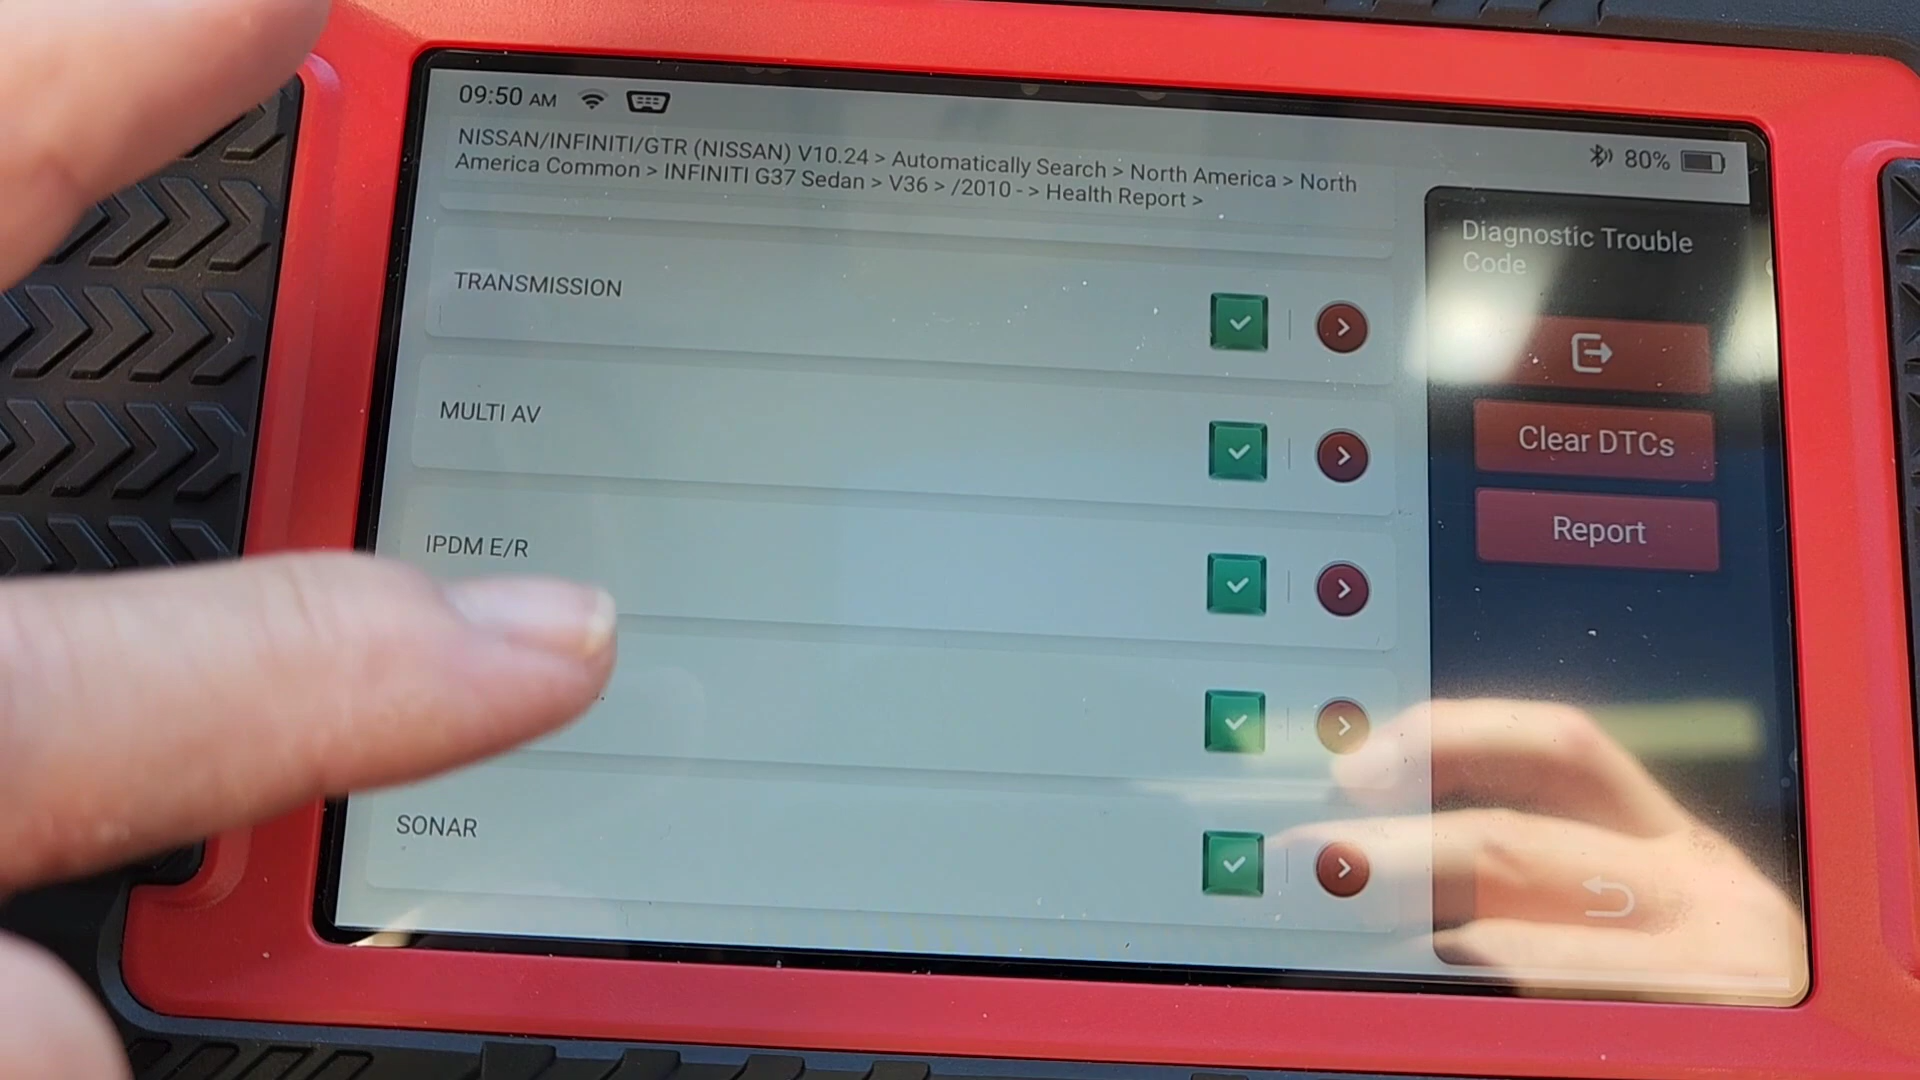 09:50 AM
80%
NISSAN/INFINITI/GTR (NISSAN) V10.24 > Automatically Search > North America > North
America Common > INFINITI G37 Sedan > V36 > /2010 - > Health Report >
Diagnostic Trouble
Code
TRANSMISSION
MULTI AV
Clear DTCs
IPDM E/R
Report
SONAR